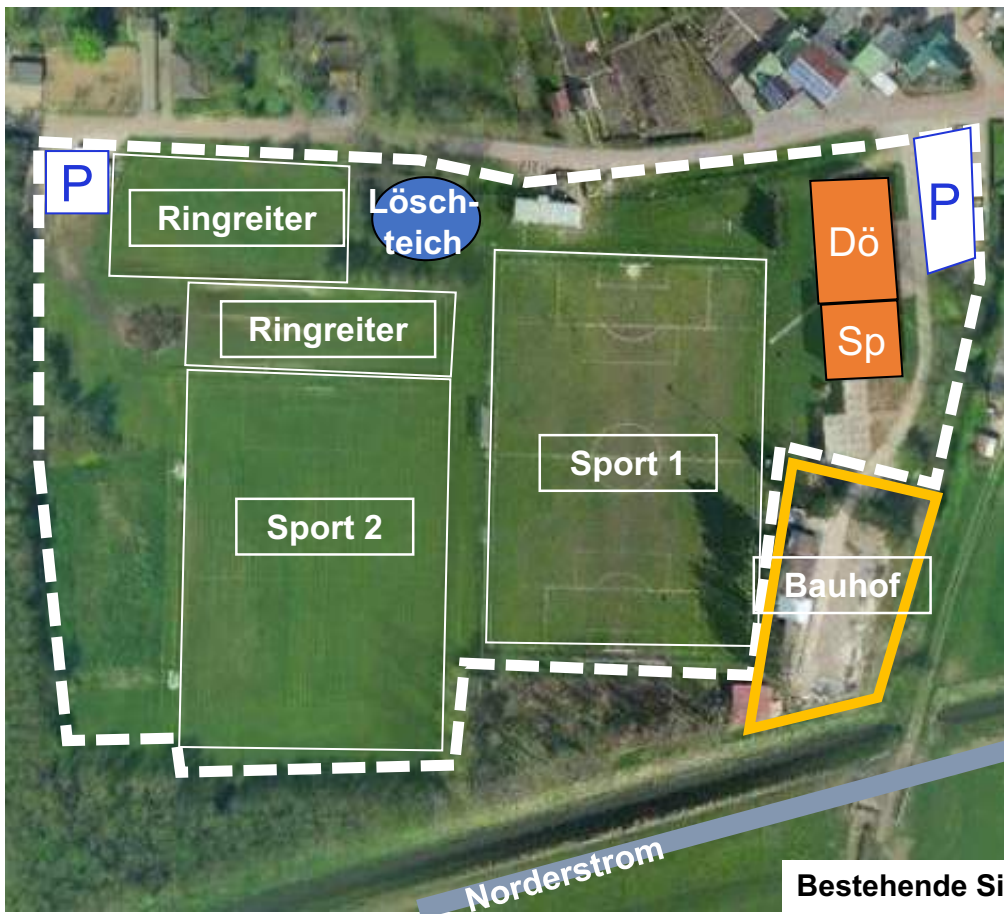 P
Ringreiter
Lösch-
teich
P
Dö
Ringreiter
Sp
Sport 1
Sport 2
Bauhof
Norderstrom
Bestehende Si